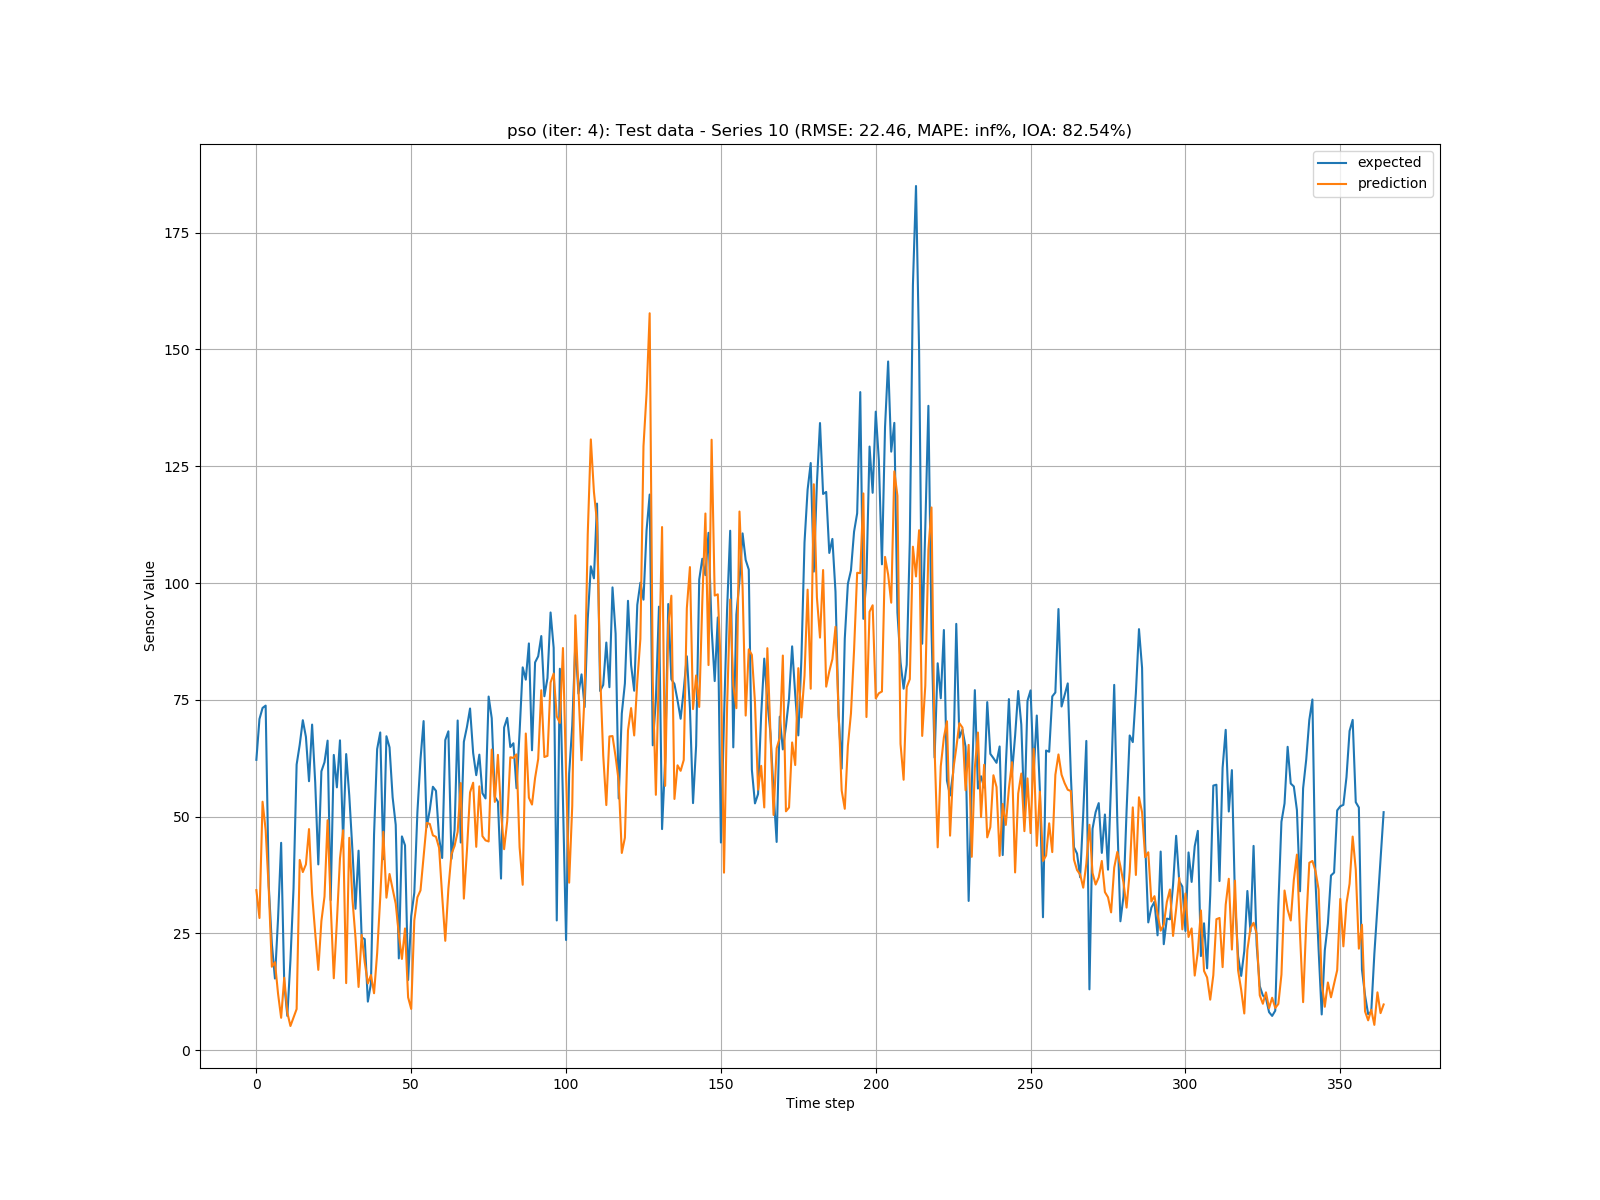 pso (iter: 4): Test data - Series 10 (RMSE: 22.46, MAPE: inf%, IOA: 82.54%)
expected
prediction
175
150
125
100
75
50
25
0
Sensor Value
0 50 100 150 200 250 300 350
Time step